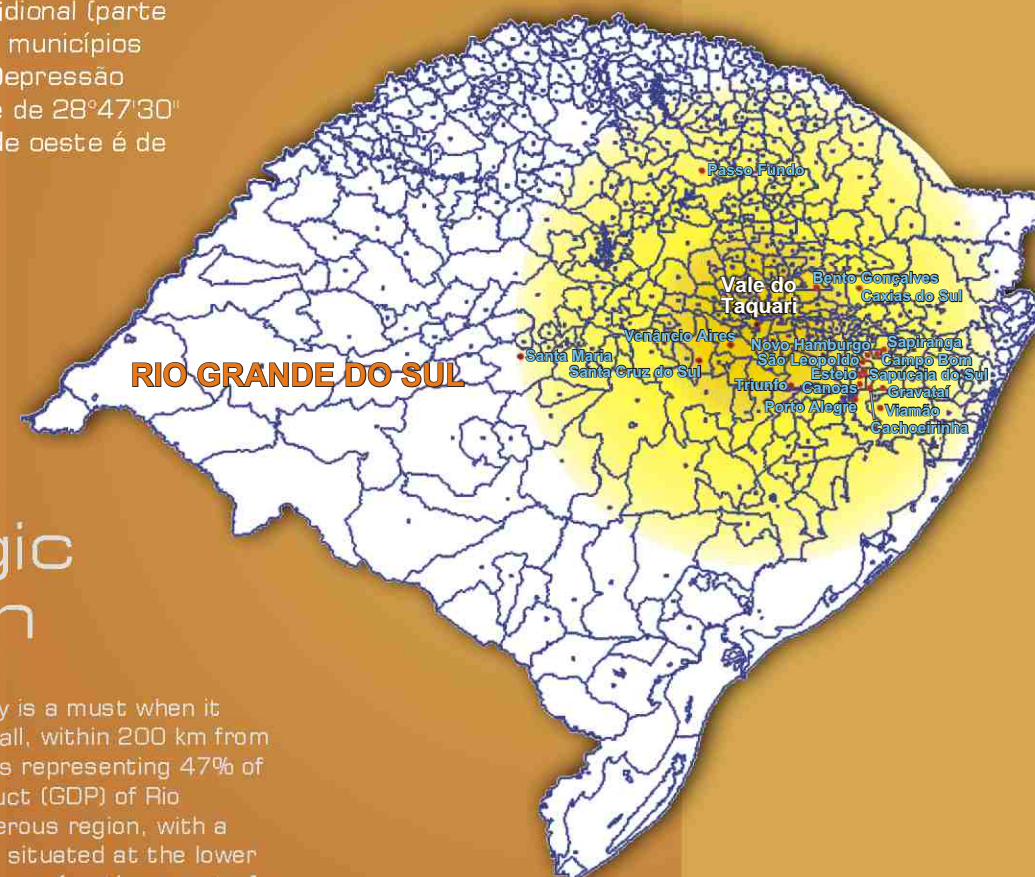 idional (parte
municípios
Depressão
e de 28°47'30"
de oeste é de
gic
n
y is a must when it
all, within 200 km from
s representing 47% of
uct (GDP) of Rio
erous region, with a
situated at the lower
RIO GRANDE DO SUL
Passo Fundo
Vale do
Taquari
Bento Gonçalves
Caxias do Sul
Venâncio Aires
Santa Maria
Santa Cruz do Sul
Novo Hamburgo
Sapiranga
São Leopoldo
Campo Bom
Esteio
Sapucaia do Sul
Triunfo
Canoas
Gravataí
Porto Alegre
Viamão
Cachoeirinha